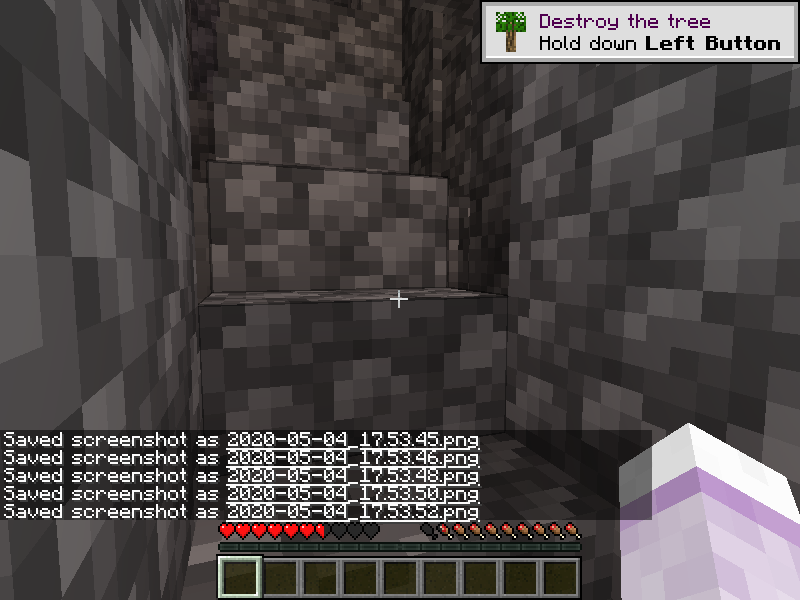 Destroy the tree
Hold down Left Button
Saved screenshot as 2020-05-04_17.53.45.png
Saved screenshot as 2020-05-04_17.53.46.png
Saved screenshot as 2020-05-04_17.53.48.png
Saved screenshot as 2020-05-04_17.53.50.png
Saved screenshot as 2020-05-04_17.53.52.png